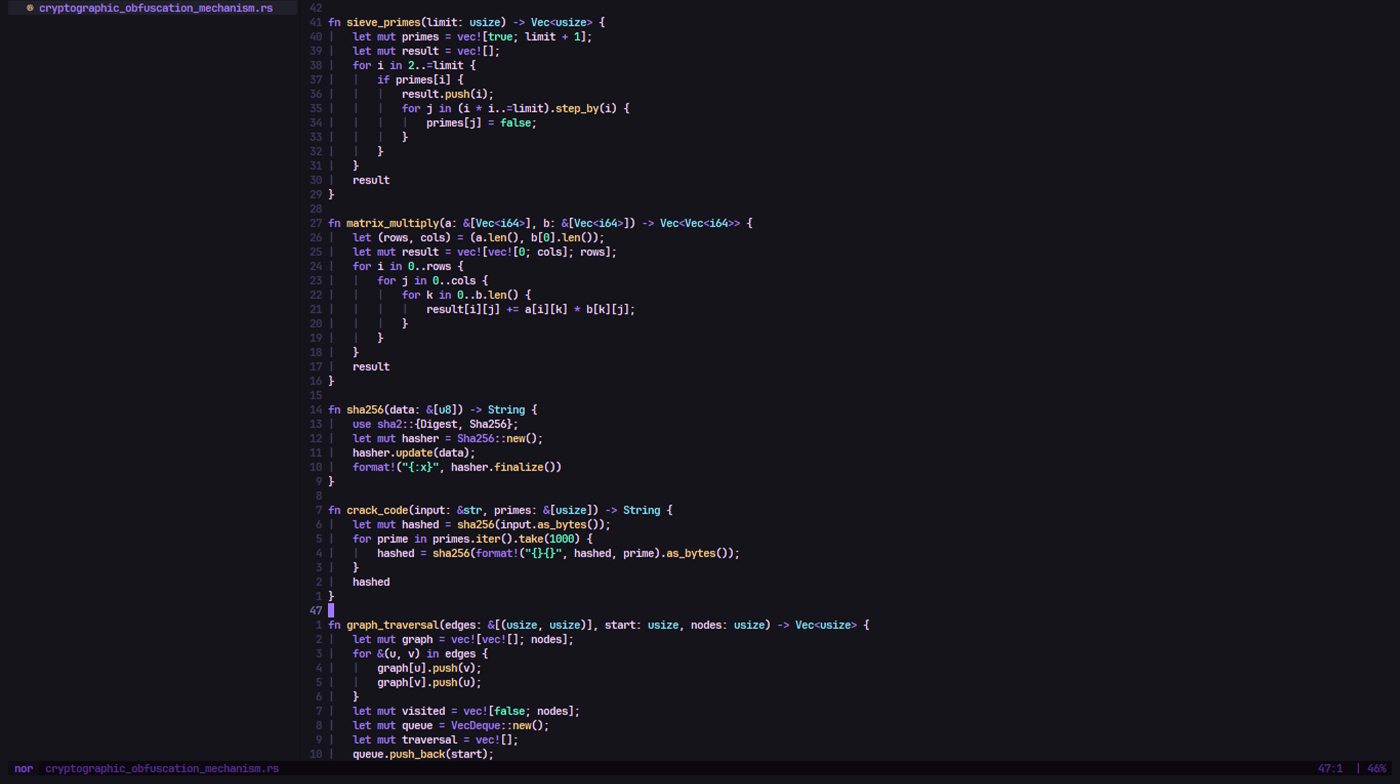 cryptographic_obfuscation_mechanism.rs
42
41 fn sieve_primes(limit: usize) -> Vec<usize> {
40 let mut primes = vec![true; limit + 1];
39 let mut result = vec![];
38 for i in 2..=limit {
37 if primes[i] {
36 result.push(i);
35 for j in (i * i..=limit).step_by(i) {
34 primes[j] = false;
33 }
32 }
31 }
30 result
29 }
28
27 fn matrix_multiply(a: &[Vec<i64>], b: &[Vec<i64>]) -> Vec<Vec<i64>> {
26 let (rows, cols) = (a.len(), b[0].len());
25 let mut result = vec![vec![0; cols]; rows];
24 for i in 0..rows {
23 for j in 0..cols {
22 for k in 0..b.len() {
21 result[i][j] += a[i][k] * b[k][j];
20 }
19 }
18 }
17 result
16 }
15
14 fn sha256(data: &[u8]) -> String {
13 use sha2::{Digest, Sha256};
12 let mut hasher = Sha256::new();
11 hasher.update(data);
10 format!("{:x}", hasher.finalize())
9 }
8
7 fn crack_code(input: &str, primes: &[usize]) -> String {
6 let mut hashed = sha256(input.as_bytes());
5 for prime in primes.iter().take(1000) {
4 hashed = sha256(format!("{}{}", hashed, prime).as_bytes());
3 }
2 hashed
1 }
47
1 fn graph_traversal(edges: &[(usize, usize)], start: usize, nodes: usize) -> Vec<usize> {
2 let mut graph = vec![vec![]; nodes];
3 for &(u, v) in edges {
4 graph[u].push(v);
5 graph[v].push(u);
6 }
7 let mut visited = vec![false; nodes];
8 let mut queue = VecDeque::new();
9 let mut traversal = vec![];
10 queue.push_back(start);
nor cryptographic_obfuscation_mechanism.rs 47:1 | 46%